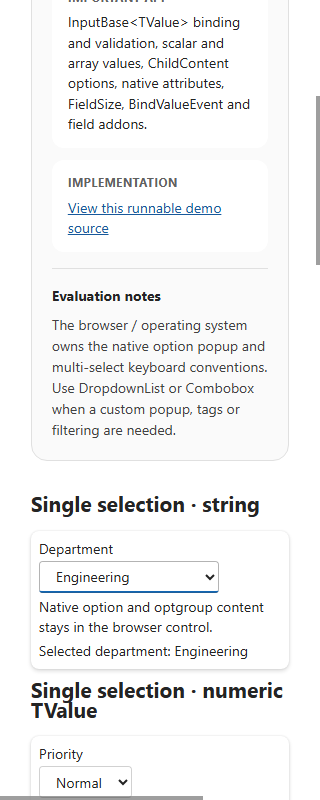 InputBase<TValue> binding
and validation, scalar and
array values, ChildContent
options, native attributes,
FieldSize, BindValueEvent and
field addons.
IMPLEMENTATION
View this runnable demo
source
Evaluation notes
The browser / operating system
owns the native option popup and
multi-select keyboard conventions.
Use DropdownList or Combobox
when a custom popup, tags or
filtering are needed.
Single selection · string
Department
Engineering
Native option and optgroup content
stays in the browser control.
Selected department: Engineering
Single selection · numeric
TValue
Priority
Normal